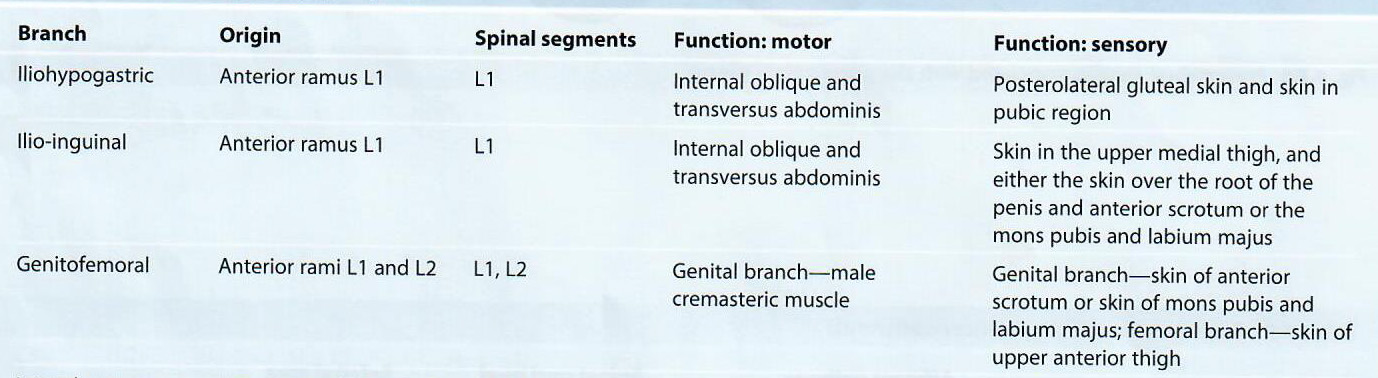 Branch Origin Spinal segments Function: motor Function: sensory
Iliohypogastric Anterior ramus L1 L1 Internal oblique and transversus abdominis Posterolateral gluteal skin and skin in pubic region
Ilio-inguinal Anterior ramus L1 L1 Internal oblique and transversus abdominis Skin in the upper medial thigh, and either the skin over the root of the penis and anterior scrotum or the mons pubis and labium majus
Genitofemoral Anterior rami L1 and L2 L1, L2 Genital branch—male cremasteric muscle Genital branch—skin of anterior scrotum or skin of mons pubis and labium majus; femoral branch—skin of upper anterior thigh